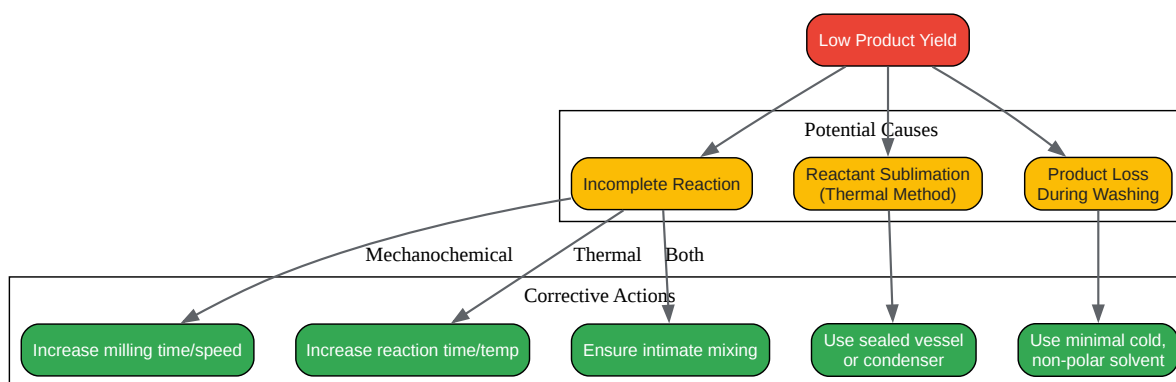 Low Product Yield
Potential Causes
Incomplete Reaction
Reactant Sublimation
(Thermal Method)
Product Loss
During Washing
Mechanochemical
Thermal
Both
Corrective Actions
Increase milling time/speed
Increase reaction time/temp
Ensure intimate mixing
Use sealed vessel
or condenser
Use minimal cold,
non-polar solvent